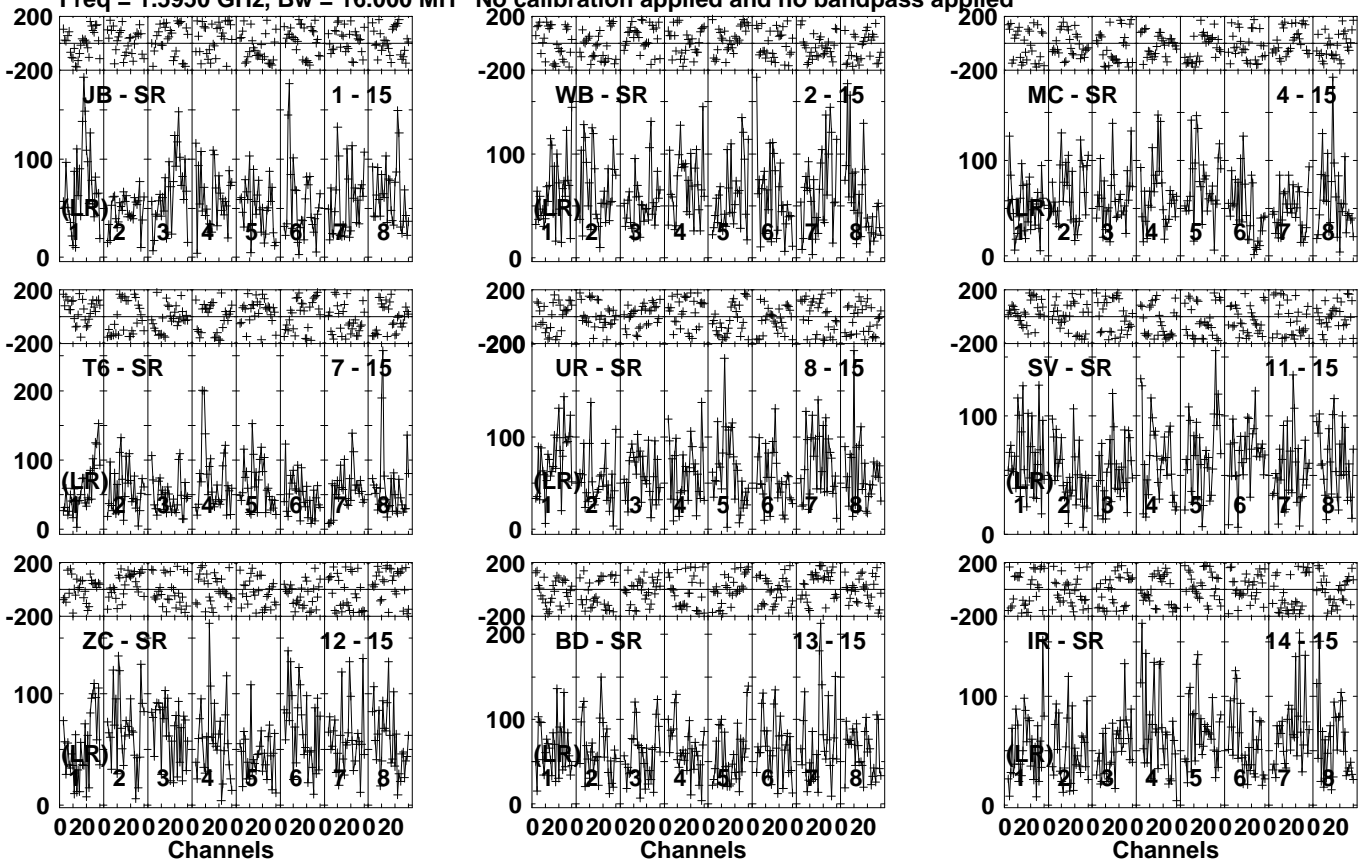 Freq = 1.5950 GHz, Bw = 16.000 MH No calibration applied and no bandpass applied
200
-200
JB - SR 1 - 15
100
0
(LR)
1 2 3 4 5 6 7 8
200
-200
WB - SR 2 - 15
100
0
(LR)
1 2 3 4 5 6 7 8
200
-200
MC - SR 4 - 15
100
0
(LR)
1 2 3 4 5 6 7 8
200
-200
T6 - SR 7 - 15
200
100
0
(LR)
1 2 3 4 5 6 7 8
200
-200
UR - SR 8 - 15
100
0
(LR)
1 2 3 4 5 6 7 8
200
-200
SV - SR 11 - 15
100
0
(LR)
1 2 3 4 5 6 7 8
200
-200
ZC - SR 12 - 15
100
0
(LR)
1 2 3 4 5 6 7 8
0 20 0 20 0 20 0 20 0 20 0 20 0 20 0 20
Channels
200
-200
BD - SR 13 - 15
200
100
0
(LR)
1 2 3 4 5 6 7 8
0 20 0 20 0 20 0 20 0 20 0 20 0 20 0 20
Channels
200
-200
IR - SR 14 - 15
100
0
(LR)
1 2 3 4 5 6 7 8
0 20 0 20 0 20 0 20 0 20 0 20 0 20 0 20
Channels